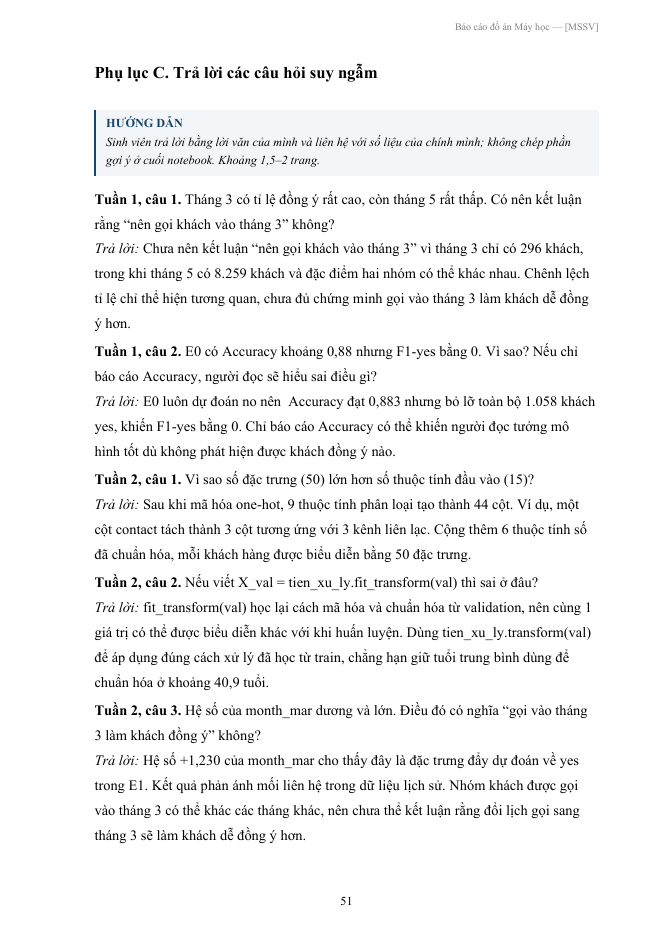 Báo cáo đồ án Máy học — [MSSV]
Phụ lục C. Trả lời các câu hỏi suy ngẫm
HƯỚNG DẪN
Sinh viên trả lời bằng lời văn của mình và liên hệ với số liệu của chính mình; không chép phần
gợi ý ở cuối notebook. Khoảng 1,5–2 trang.
Tuần 1, câu 1. Tháng 3 có tỉ lệ đồng ý rất cao, còn tháng 5 rất thấp. Có nên kết luận
rằng “nên gọi khách vào tháng 3” không?
Trả lời: Chưa nên kết luận “nên gọi khách vào tháng 3” vì tháng 3 chỉ có 296 khách,
trong khi tháng 5 có 8.259 khách và đặc điểm hai nhóm có thể khác nhau. Chênh lệch
tỉ lệ chỉ thể hiện tương quan, chưa đủ chứng minh gọi vào tháng 3 làm khách dễ đồng
ý hơn.
Tuần 1, câu 2. E0 có Accuracy khoảng 0,88 nhưng F1-yes bằng 0. Vì sao? Nếu chỉ
báo cáo Accuracy, người đọc sẽ hiểu sai điều gì?
Trả lời: E0 luôn dự đoán no nên  Accuracy đạt 0,883 nhưng bỏ lỡ toàn bộ 1.058 khách
yes, khiến F1-yes bằng 0. Chỉ báo cáo Accuracy có thể khiến người đọc tưởng mô
hình tốt dù không phát hiện được khách đồng ý nào.
Tuần 2, câu 1. Vì sao số đặc trưng (50) lớn hơn số thuộc tính đầu vào (15)?
Trả lời: Sau khi mã hóa one-hot, 9 thuộc tính phân loại tạo thành 44 cột. Ví dụ, một
cột contact tách thành 3 cột tương ứng với 3 kênh liên lạc. Cộng thêm 6 thuộc tính số
đã chuẩn hóa, mỗi khách hàng được biểu diễn bằng 50 đặc trưng.
Tuần 2, câu 2. Nếu viết X_val = tien_xu_ly.fit_transform(val) thì sai ở đâu?
Trả lời: fit_transform(val) học lại cách mã hóa và chuẩn hóa từ validation, nên cùng 1
giá trị có thể được biểu diễn khác với khi huấn luyện. Dùng tien_xu_ly.transform(val)
để áp dụng đúng cách xử lý đã học từ train, chẳng hạn giữ tuổi trung bình dùng để
chuẩn hóa ở khoảng 40,9 tuổi.
Tuần 2, câu 3. Hệ số của month_mar dương và lớn. Điều đó có nghĩa “gọi vào tháng
3 làm khách đồng ý” không?
Trả lời: Hệ số +1,230 của month_mar cho thấy đây là đặc trưng đẩy dự đoán về yes
trong E1. Kết quả phản ánh mối liên hệ trong dữ liệu lịch sử. Nhóm khách được gọi
vào tháng 3 có thể khác các tháng khác, nên chưa thể kết luận rằng đổi lịch gọi sang
tháng 3 sẽ làm khách dễ đồng ý hơn.
51